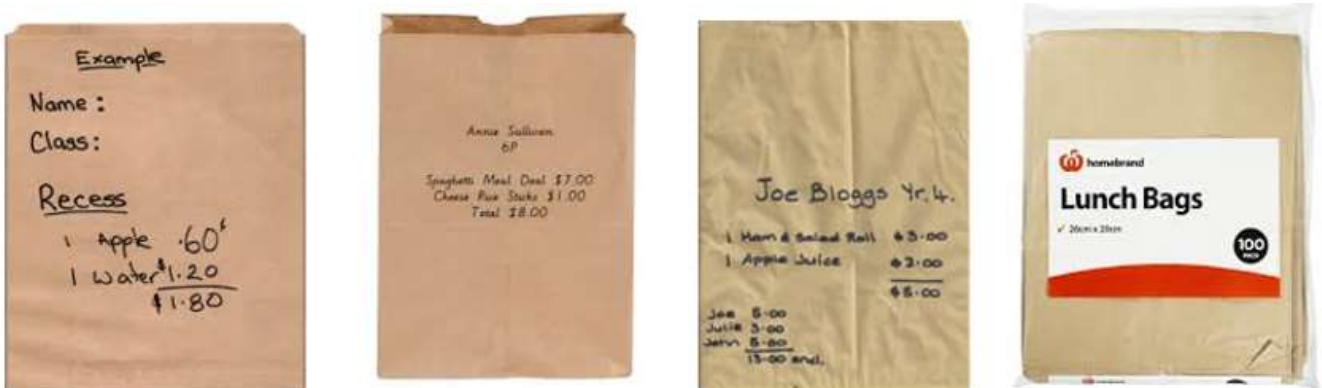 Example
Name :
Class:
Recess
1 Apple .60¢
1 Water $1.20
$1.80
Annie Sullivan
6P
Spaghetti Meal Deal $7.00
Cheese Rice Sticks $1.00
Total $8.00
Joe Bloggs Yr.4.
1 Ham & Salad Roll $3.00
1 Apple Juice $2.00
$5.00
Joe 5.00
Julie 3.00
John 5.00
13.00 encl.
homebrand
Lunch Bags
✓ 20cm x
100
PACK